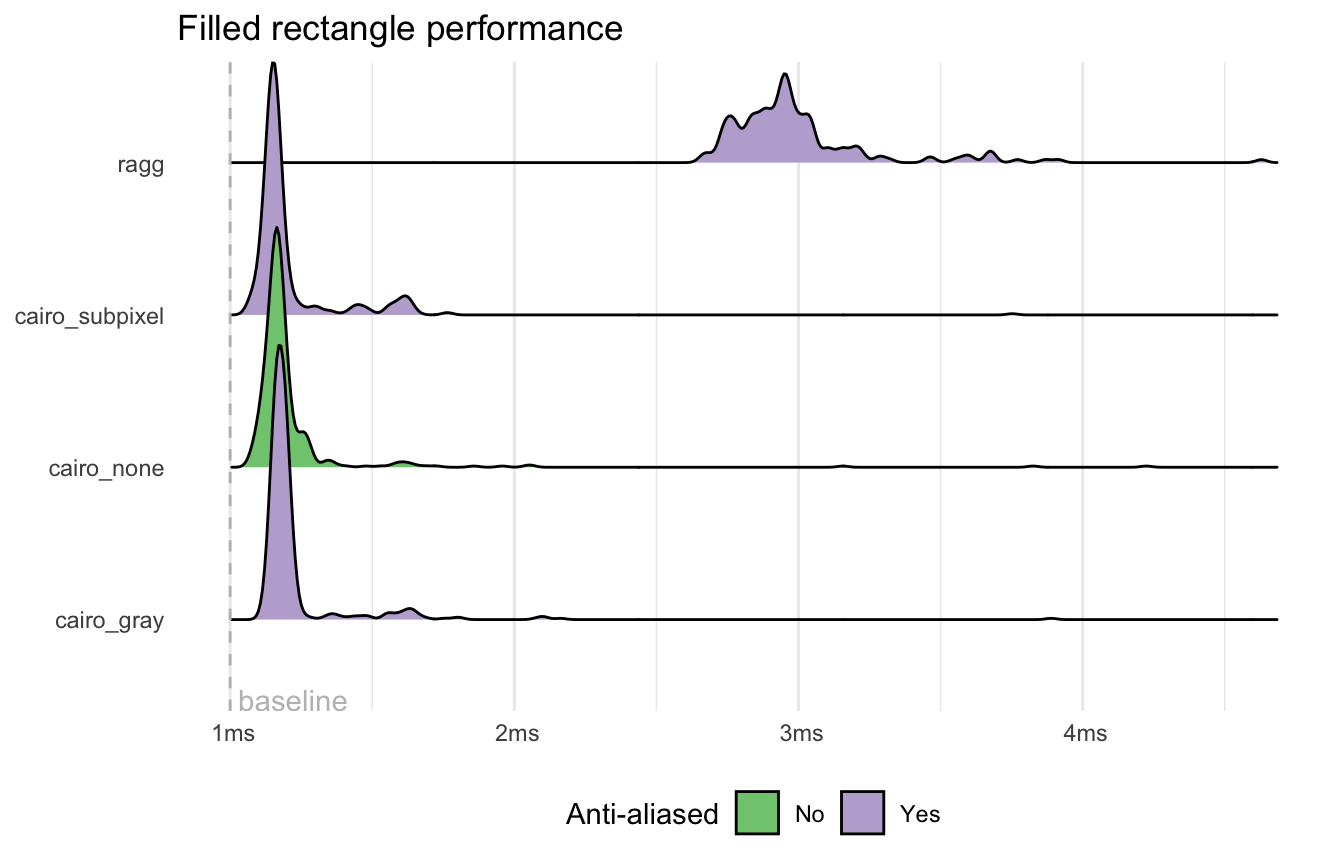 Filled rectangle performance
ragg
cairo_subpixel
cairo_none
cairo_gray
baseline
1ms 2ms 3ms 4ms
Anti-aliased No Yes